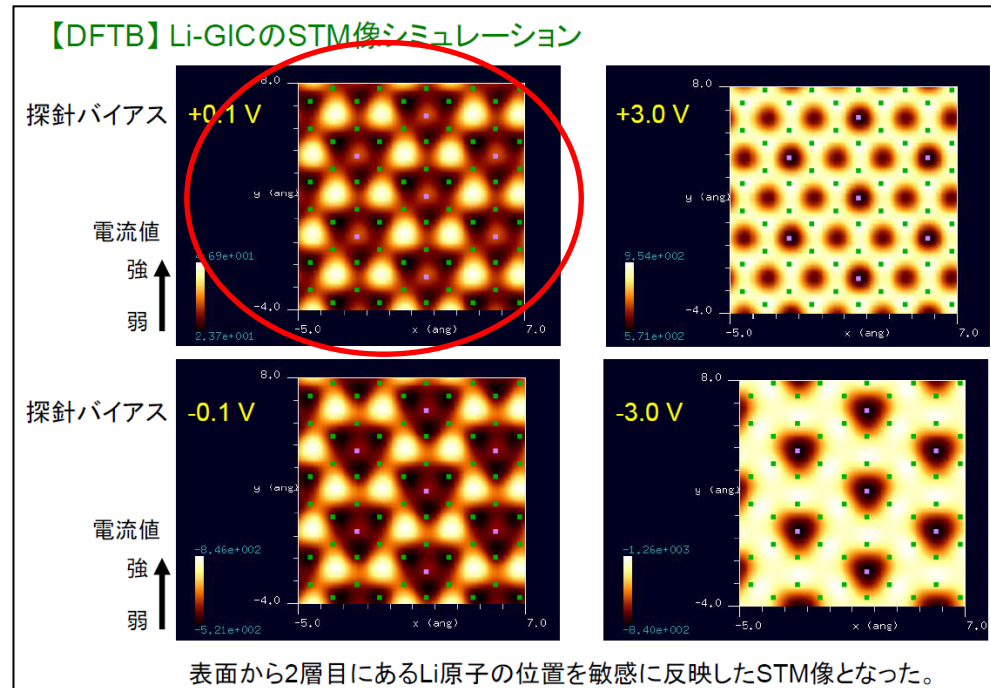 【DFTB】Li-GICのSTM像シミュレーション
探針バイアス +0.1 V
8.0
y (ang)
-4.0
-5.0 x (ang) 7.0
電流値
強
弱
69e+001
2.37e+001
+3.0 V
8.0
y (ang)
-4.0
-5.0 x (ang) 7.0
9.54e+002
5.71e+002
探針バイアス -0.1 V
8.0
y (ang)
-4.0
-5.0 x (ang) 7.0
電流値
強
弱
-8.46e+002
-5.21e+002
-3.0 V
8.0
y (ang)
-4.0
-5.0 x (ang) 7.0
-1.26e+003
-8.40e+002
表面から2層目にあるLi原子の位置を敏感に反映したSTM像となった。